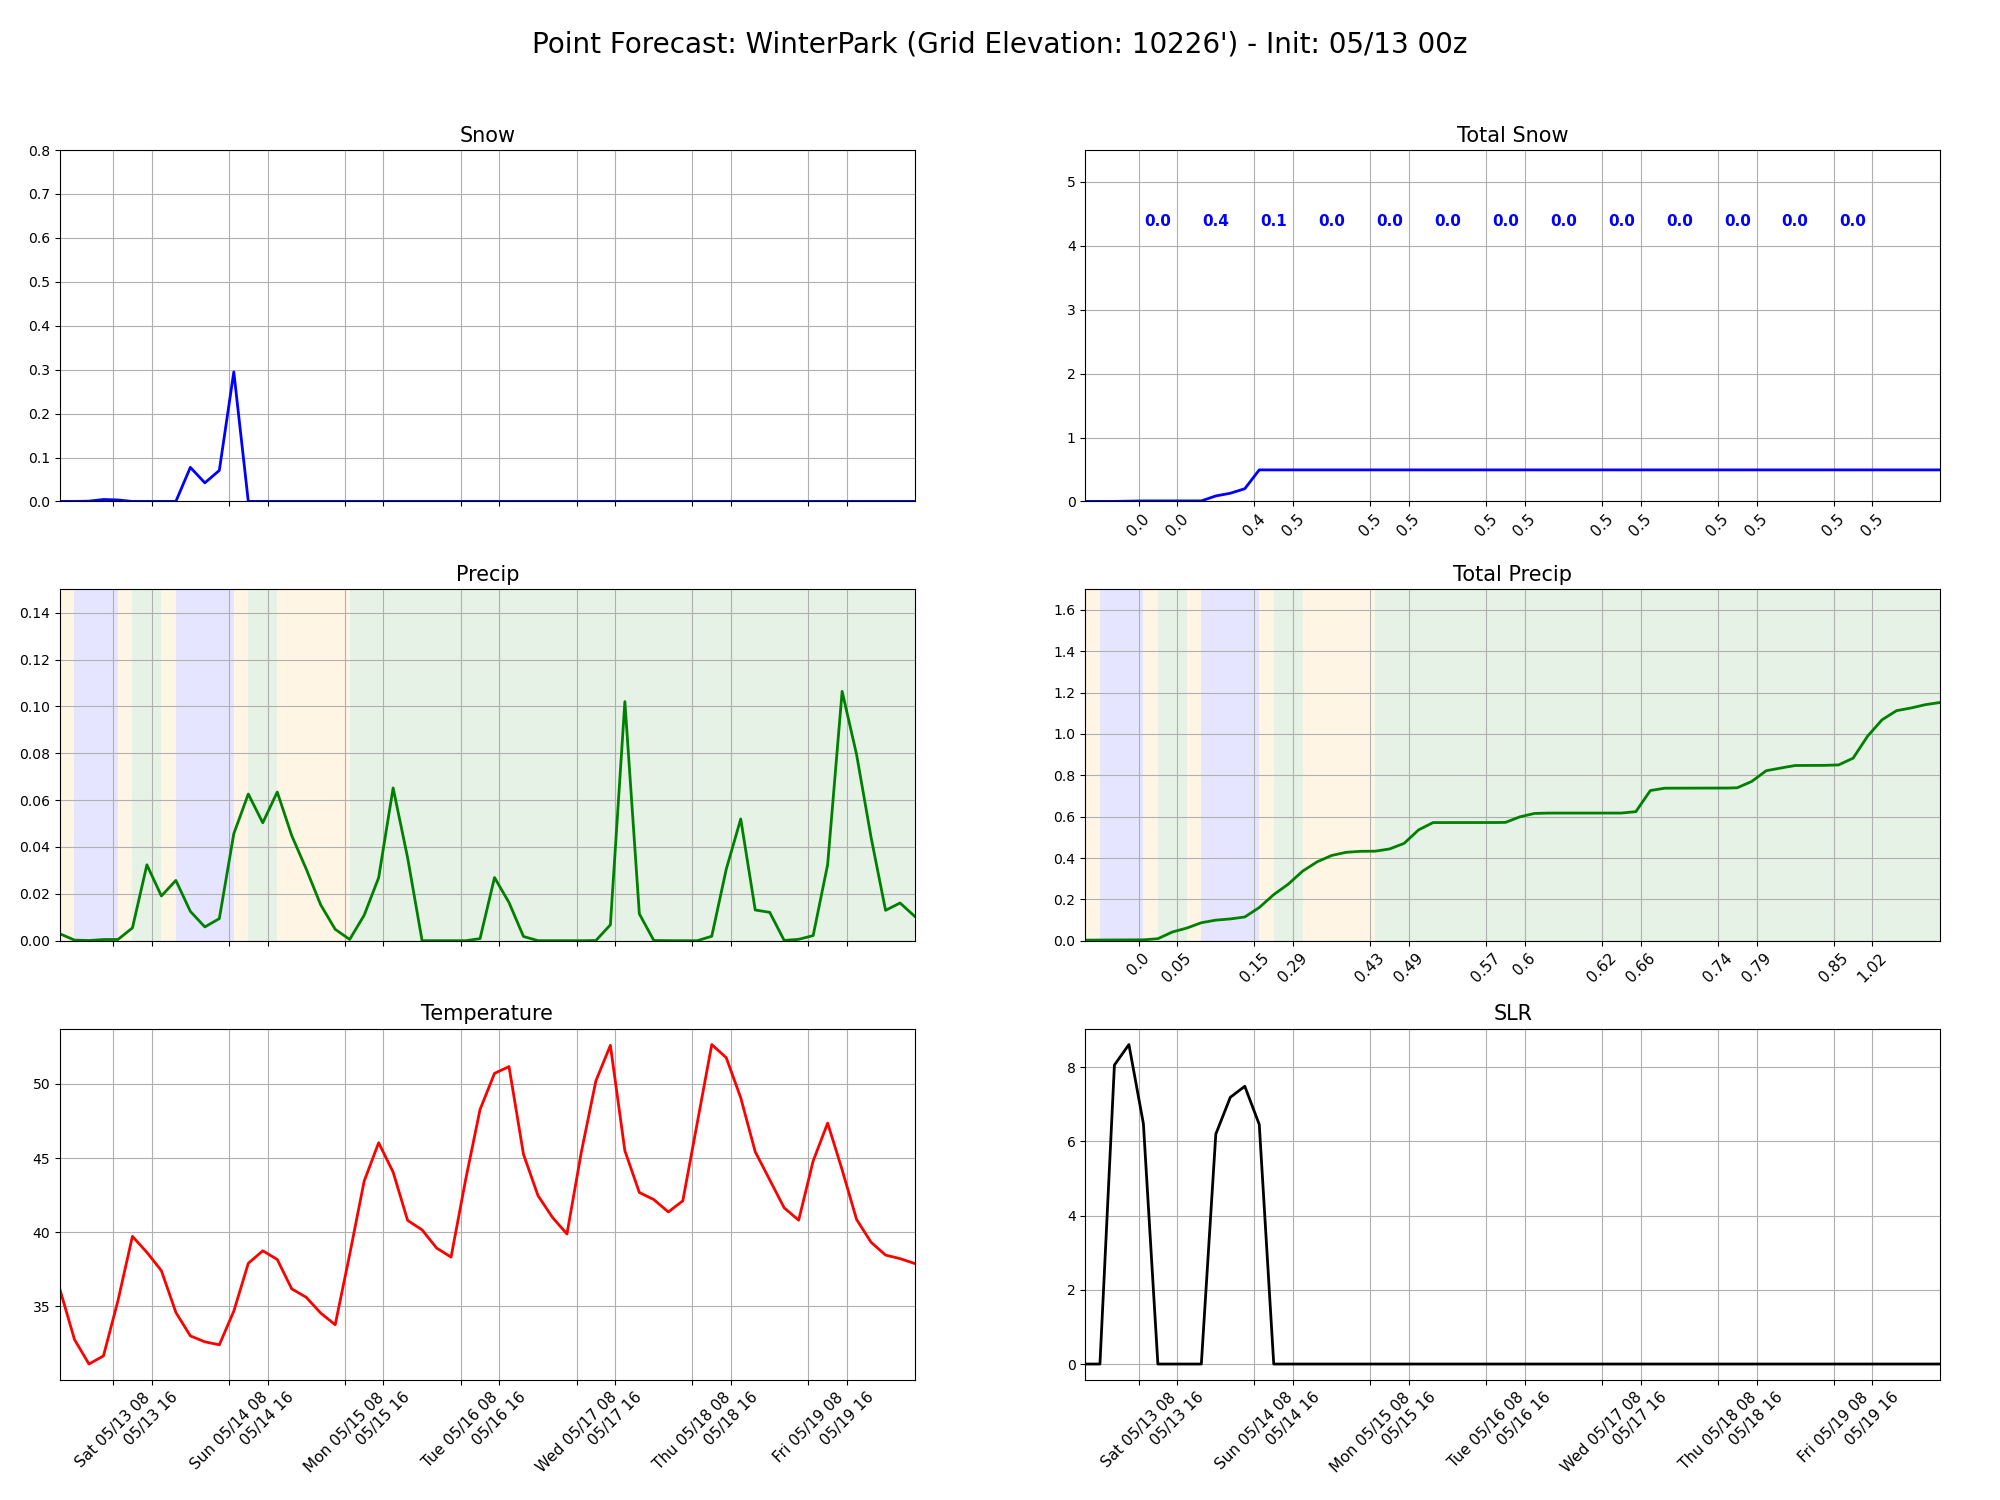 Point Forecast: WinterPark (Grid Elevation: 10226') - Init: 05/13 00z
Snow
0.8
0.7
0.6
0.5
0.4
0.3
0.2
0.1
0.0
Total Snow
5
4
3
2
1
0
0.0 0.4 0.1 0.0 0.0 0.0 0.0 0.0 0.0 0.0 0.0 0.0 0.0
0.0 0.0 0.4 0.5 0.5 0.5 0.5 0.5 0.5 0.5 0.5 0.5 0.5 0.5
Precip
0.14
0.12
0.10
0.08
0.06
0.04
0.02
0.00
Total Precip
1.6
1.4
1.2
1.0
0.8
0.6
0.4
0.2
0.0
0.0 0.05 0.15 0.29 0.43 0.49 0.57 0.6 0.62 0.66 0.74 0.79 0.85 1.02
Temperature
50
45
40
35
Sat 05/13 08
05/13 16
Sun 05/14 08
05/14 16
Mon 05/15 08
05/15 16
Tue 05/16 08
05/16 16
Wed 05/17 08
05/17 16
Thu 05/18 08
05/18 16
Fri 05/19 08
05/19 16
SLR
8
6
4
2
0
Sat 05/13 08
05/13 16
Sun 05/14 08
05/14 16
Mon 05/15 08
05/15 16
Tue 05/16 08
05/16 16
Wed 05/17 08
05/17 16
Thu 05/18 08
05/18 16
Fri 05/19 08
05/19 16